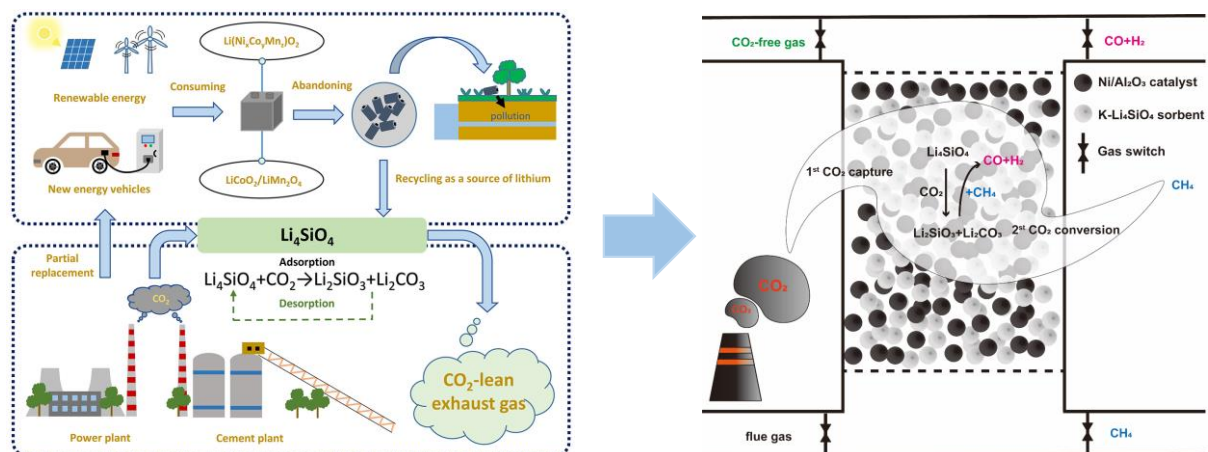 Li(NiₓCoᵧMn₂)O₂
Renewable energy
Consuming
Abandoning
pollution
New energy vehicles
LiCoO₂/LiMn₂O₄
Recycling as a source of lithium
Partial
replacement
Li₄SiO₄
Adsorption
Li₄SiO₄+CO₂→Li₂SiO₃+Li₂CO₃
Desorption
CO₂
CO₂-lean
exhaust gas
Power plant
Cement plant
CO₂-free gas
CO+H₂
Ni/Al₂O₃ catalyst
K-Li₄SiO₄ sorbent
Gas switch
Li₄SiO₄
CO+H₂
1st CO₂ capture
CO₂
+CH₄
Li₂SiO₃+Li₂CO₃
2st CO₂ conversion
CH₄
CO₂
CO₂
flue gas
CH₄